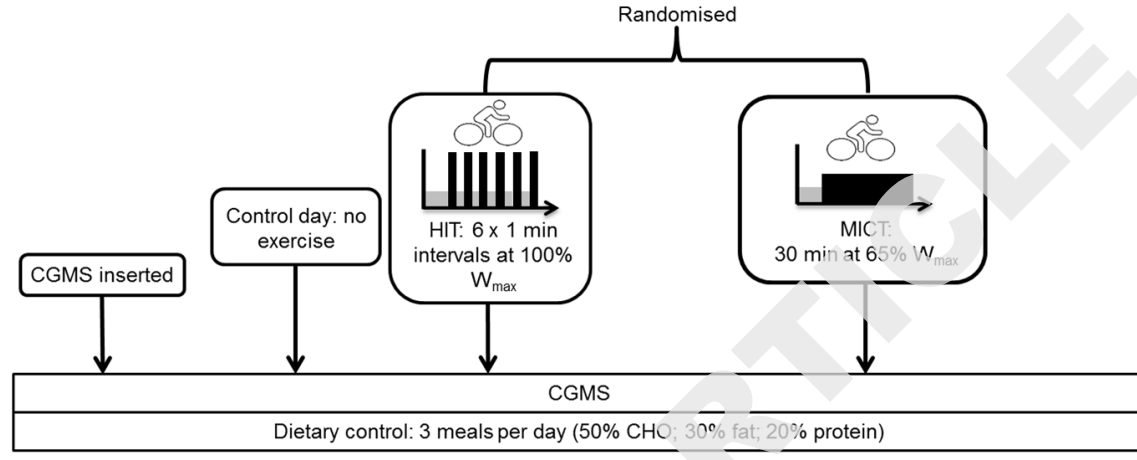 Randomised
HIT: 6 x 1 min
intervals at 100%
Wmax
MICT:
30 min at 65% Wmax
Control day: no
exercise
CGMS inserted
CGMS
Dietary control: 3 meals per day (50% CHO; 30% fat; 20% protein)
RTICLE